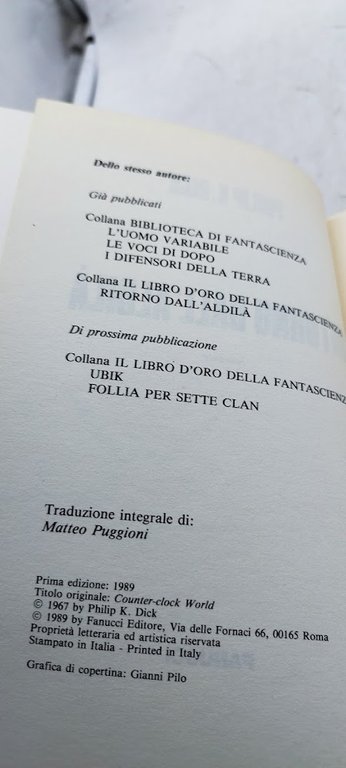 Dello stesso autore:
Già pubblicati
Collana BIBLIOTECA DI FANTASCIENZA
L'UOMO VARIABILE
LE VOCI DI DOPO
I DIFENSORI DELLA TERRA
Collana IL LIBRO D'ORO DELLA FANTASCIENZA
RITORNO DALL'ALDILÀ
Di prossima pubblicazione
Collana IL LIBRO D'ORO DELLA FANTASCIENZ
UBIK
FOLLIA PER SETTE CLAN
Traduzione integrale di:
Matteo Puggioni
Prima edizione: 1989
Titolo originale: Counter-clock World
© 1967 by Philip K. Dick
© 1989 by Fanucci Editore, Via delle Fornaci 66, 00165 Roma
Proprietà letteraria ed artistica riservata
Stampato in Italia - Printed in Italy
Grafica di copertina: Gianni Pilo